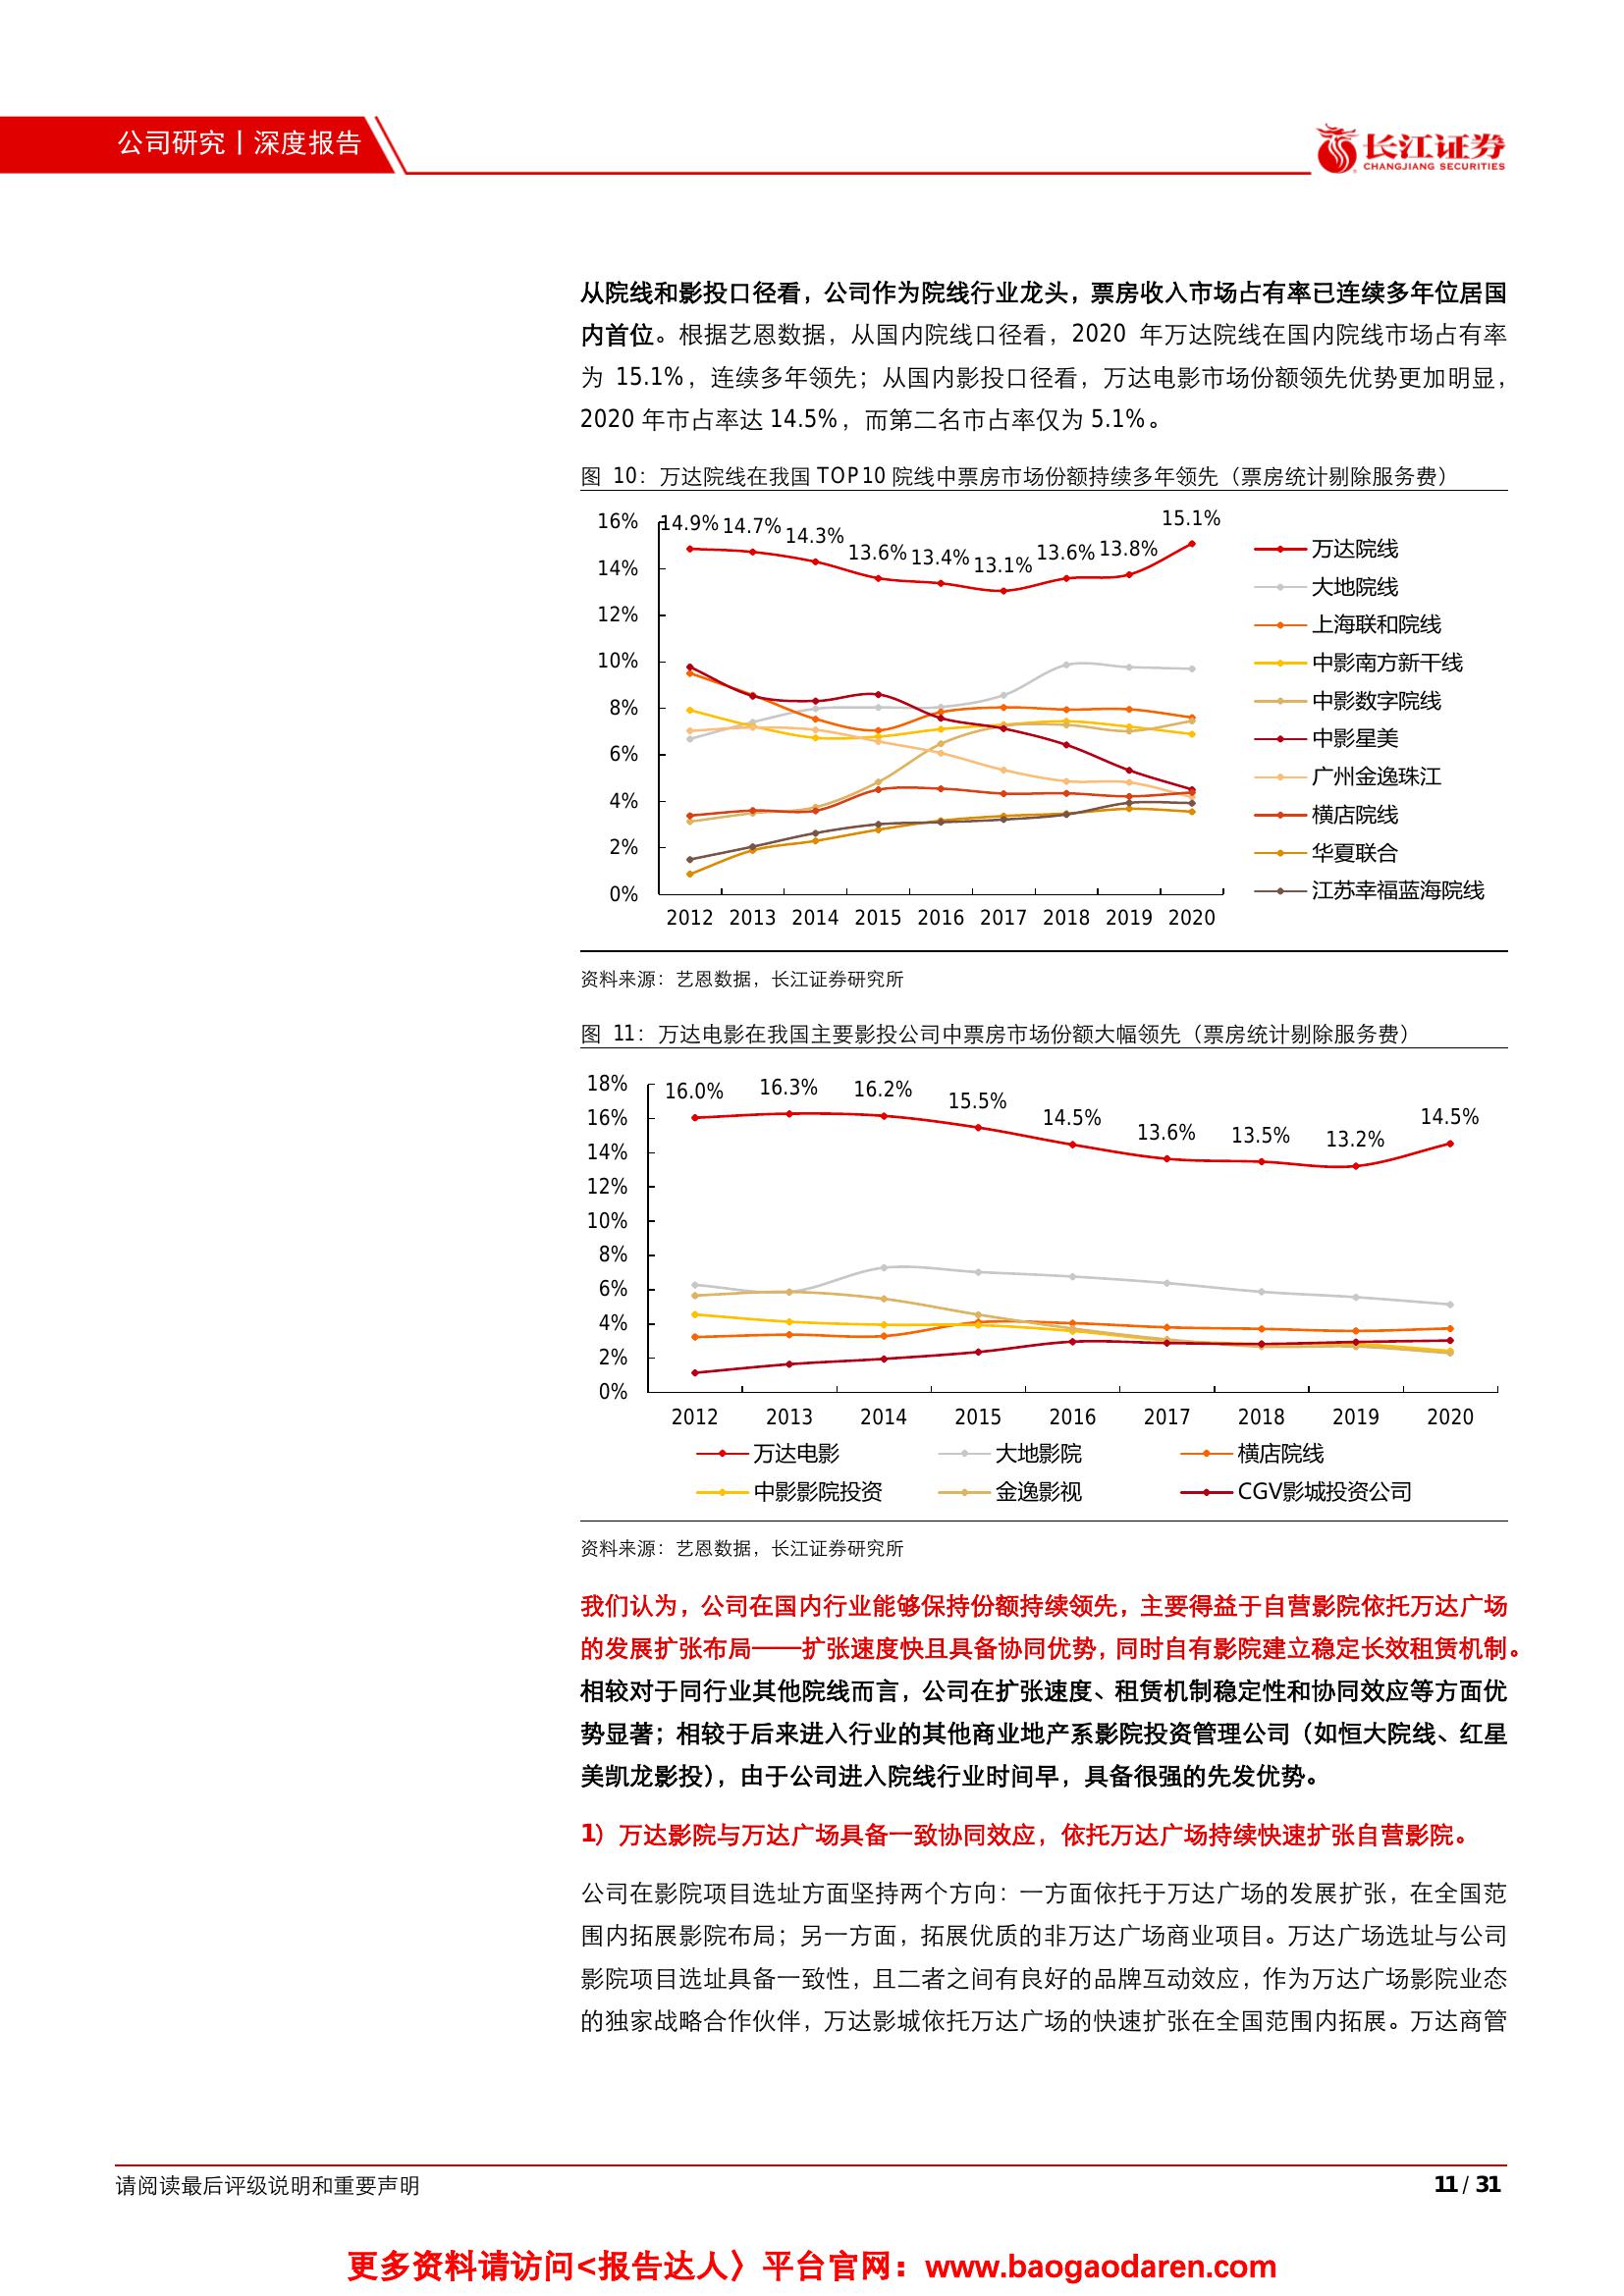 公司研究丨深度报告
长江证券
CHANGJIANG SECURITIES
从院线和影投口径看，公司作为院线行业龙头，票房收入市场占有率已连续多年位居国
内首位。根据艺恩数据，从国内院线口径看，2020 年万达院线在国内院线市场占有率
为 15.1%，连续多年领先；从国内影投口径看，万达电影市场份额领先优势更加明显，
2020 年市占率达 14.5%，而第二名市占率仅为 5.1%。
图 10：万达院线在我国 TOP10 院线中票房市场份额持续多年领先（票房统计剔除服务费）
16%
14%
12%
10%
8%
6%
4%
2%
0%
14.9% 14.7% 14.3% 13.6% 13.4% 13.1% 13.6% 13.8% 15.1%
2012 2013 2014 2015 2016 2017 2018 2019 2020
万达院线
大地院线
上海联和院线
中影南方新干线
中影数字院线
中影星美
广州金逸珠江
横店院线
华夏联合
江苏幸福蓝海院线
资料来源：艺恩数据，长江证券研究所
图 11：万达电影在我国主要影投公司中票房市场份额大幅领先（票房统计剔除服务费）
18%
16%
14%
12%
10%
8%
6%
4%
2%
0%
16.0% 16.3% 16.2% 15.5% 14.5% 13.6% 13.5% 13.2% 14.5%
2012 2013 2014 2015 2016 2017 2018 2019 2020
万达电影 大地影院 横店院线
中影影院投资 金逸影视 CGV影城投资公司
资料来源：艺恩数据，长江证券研究所
我们认为，公司在国内行业能够保持份额持续领先，主要得益于自营影院依托万达广场
的发展扩张布局——扩张速度快且具备协同优势，同时自有影院建立稳定长效租赁机制。
相较对于同行业其他院线而言，公司在扩张速度、租赁机制稳定性和协同效应等方面优
势显著；相较于后来进入行业的其他商业地产系影院投资管理公司（如恒大院线、红星
美凯龙影投），由于公司进入院线行业时间早，具备很强的先发优势。
1）万达影院与万达广场具备一致协同效应，依托万达广场持续快速扩张自营影院。
公司在影院项目选址方面坚持两个方向：一方面依托于万达广场的发展扩张，在全国范
围内拓展影院布局；另一方面，拓展优质的非万达广场商业项目。万达广场选址与公司
影院项目选址具备一致性，且二者之间有良好的品牌互动效应，作为万达广场影院业态
的独家战略合作伙伴，万达影城依托万达广场的快速扩张在全国范围内拓展。万达商管
请阅读最后评级说明和重要声明
11 / 31
更多资料请访问<报告达人〉平台官网：www.baogaodaren.com